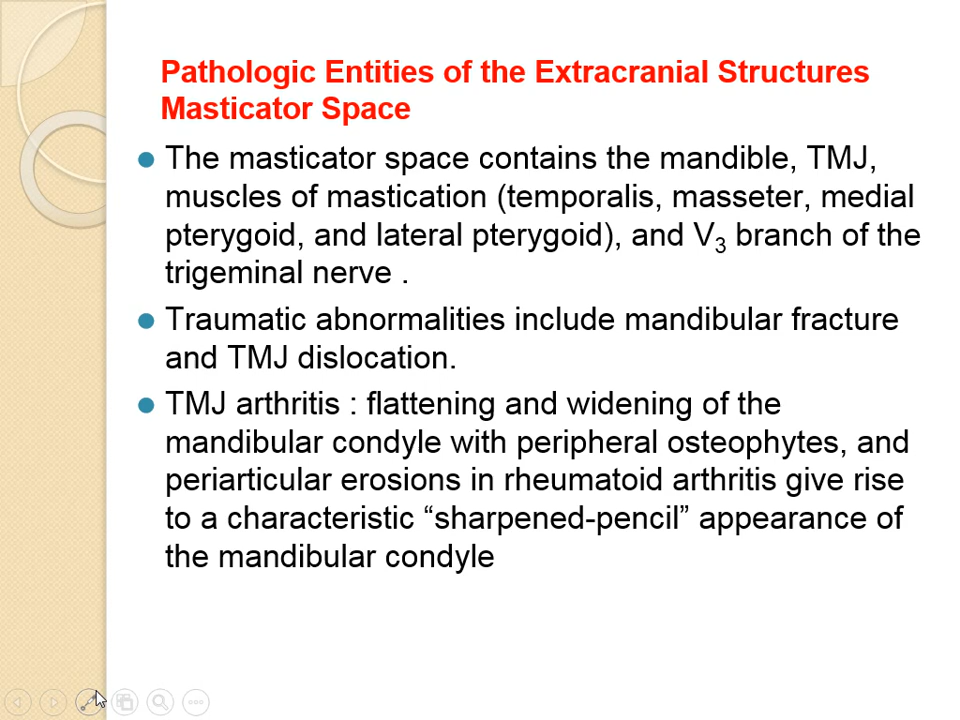 Pathologic Entities of the Extracranial Structures
Masticator Space
The masticator space contains the mandible, TMJ,
muscles of mastication (temporalis, masseter, medial
pterygoid, and lateral pterygoid), and V3 branch of the
trigeminal nerve .
Traumatic abnormalities include mandibular fracture
and TMJ dislocation.
TMJ arthritis : flattening and widening of the
mandibular condyle with peripheral osteophytes, and
periarticular erosions in rheumatoid arthritis give rise
to a characteristic “sharpened-pencil” appearance of
the mandibular condyle